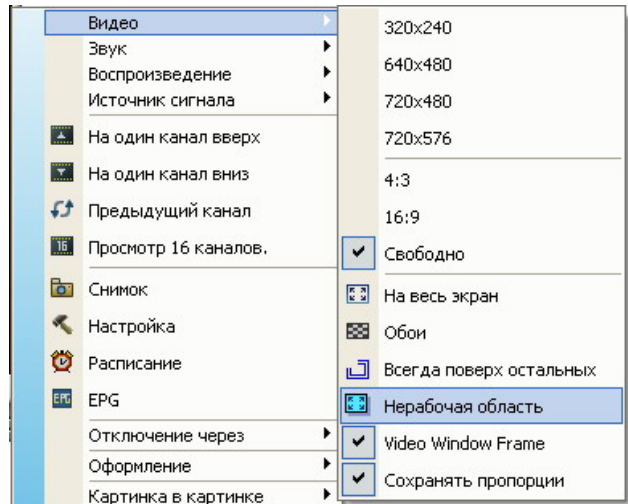 Видео
Звук
Воспроизведение
Источник сигнала
На один канал вверх
На один канал вниз
Предыдущий канал
16
Просмотр 16 каналов.
Снимок
Настройка
Расписание
EPG
EPG
Отключение через
Оформление
Картинка в картинке
320x240
640x480
720x480
720x576
4:3
16:9
Свободно
На весь экран
Обои
Всегда поверх остальных
Нерабочая область
Video Window Frame
Сохранять пропорции